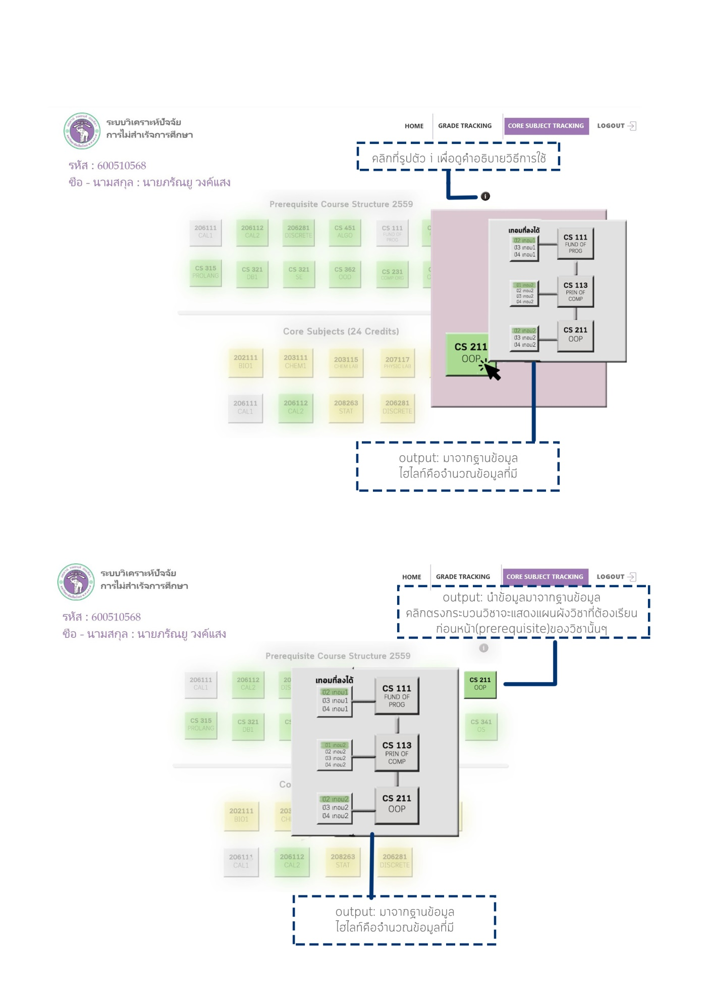 ระบบวิเคราะห์ปัจจัย
การไม่สำเร็จการศึกษา
HOME
GRADE TRACKING
CORE SUBJECT TRACKING
LOGOUT
คลิกที่รูปตัว i เพื่อดูคำอธิบายวิธีการใช้
รหัส : 600510568
ชือ - นามสกุล : นายภรัณยู วงค์แสง
i
Prerequisite Course Structure 2559
206111
CAL1
206112
CAL2
206281
DISCRETE
CS 451
ALGO
CS 111
FUND OF
PROG
CS 315
PROLANG
CS 321
DB1
CS 321
SE
CS 362
OOD
CS 231
COMP ORG
เทอมที่ลงได้
ปี2 เทอม1
ปี3 เทอม1
ปี4 เทอม1
CS 111
FUND OF
PROG
ปี1 เทอม2
ปี2 เทอม2
ปี3 เทอม2
ปี4 เทอม2
CS 113
PRIN OF
COMP
ปี2 เทอม2
ปี3 เทอม2
ปี4 เทอม2
CS 211
OOP
CS 211
OOP
Core Subjects (24 Credits)
202111
BIO1
203111
CHEM1
203115
CHEM LAB
207117
PHYSIC LAB
206111
CAL1
206112
CAL2
208263
STAT
206281
DISCRETE
output: มาจากฐานข้อมูล
ไฮไลท์คือจำนวณข้อมูลที่มี
ระบบวิเคราะห์ปัจจัย
การไม่สำเร็จการศึกษา
HOME
GRADE TRACKING
CORE SUBJECT TRACKING
LOGOUT
output: นำข้อมูลมาจากฐานข้อมูล
คลิกตรงกระบวนวิชาจะแสดงแผนผังวิชาที่ต้องเรียน
ก่อนหน้า(prerequisite)ของวิชานั้นๆ
รหัส : 600510568
ชือ - นามสกุล : นายภรัณยู วงค์แสง
i
Prerequisite Course Structure 2559
206111
CAL1
206112
CAL2
20
DIS
CS 211
OOP
CS 315
PROLANG
CS 321
DB1
CS
CS 341
OS
เทอมที่ลงได้
ปี2 เทอม1
ปี3 เทอม1
ปี4 เทอม1
CS 111
FUND OF
PROG
ปี1 เทอม2
ปี2 เทอม2
ปี3 เทอม2
ปี4 เทอม2
CS 113
PRIN OF
COMP
ปี2 เทอม2
ปี3 เทอม2
ปี4 เทอม2
CS 211
OOP
Co
202111
BIO1
203
CH
206111
CAL1
206112
CAL2
208263
STAT
206281
DISCRETE
output: มาจากฐานข้อมูล
ไฮไลท์คือจำนวณข้อมูลที่มี